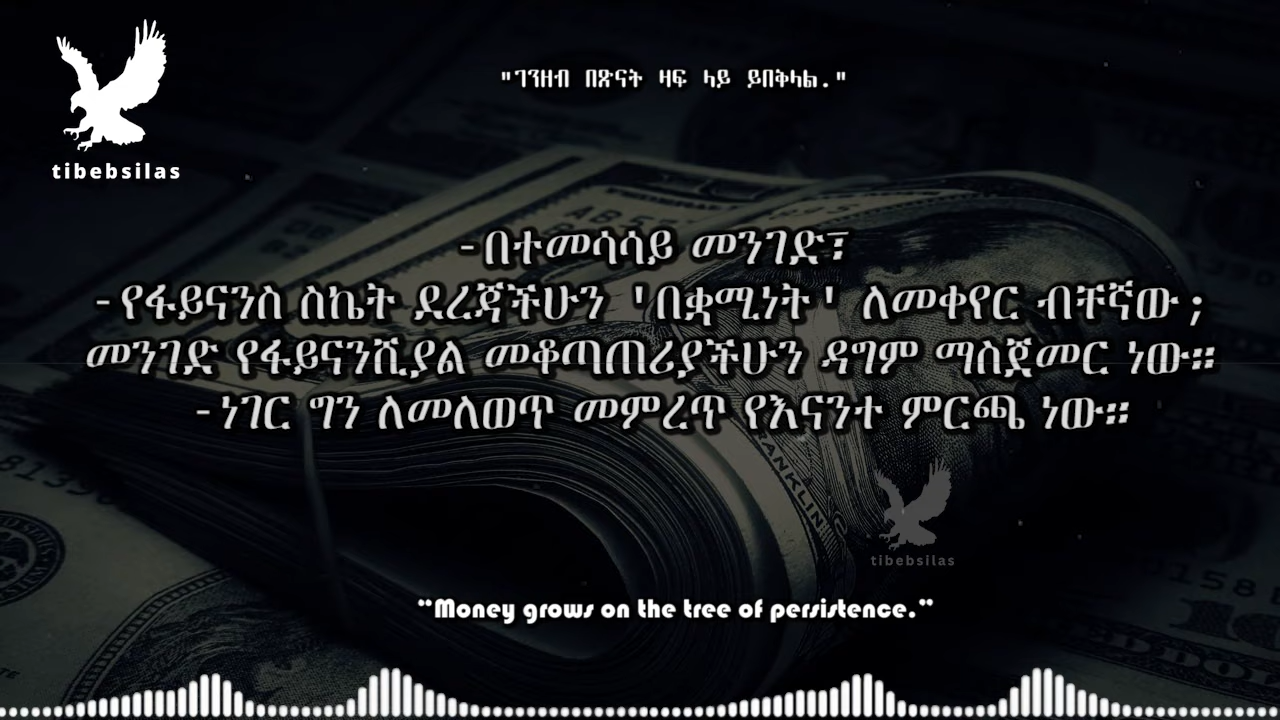 "ገንዘብ በጽናት ዛፍ ላይ ይበቅላል."
tibebsilas
-በተመሳሳይ መንገድ፣
-የፋይናንስ ስኬት ደረጃችሁን 'በቋሚነት' ለመቀየር ብቸኛው;
መንገድ የፋይናንሺያል መቆጣጠሪያችሁን ዳግም ማስጀመር ነው።
-ነገር ግን ለመለወጥ መምረጥ የእናንተ ምርጫ ነው።
FRANKLIN
tibebsilas
"Money grows on the tree of persistence."